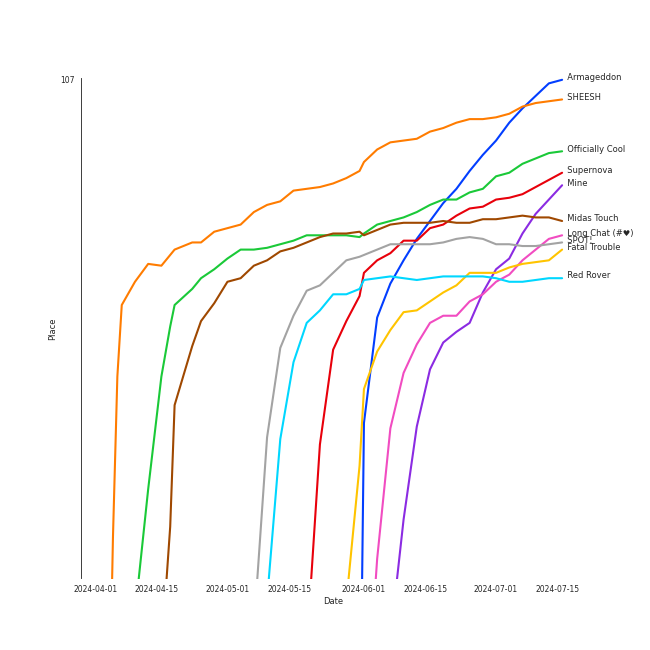 107
Armageddon
SHEESH
Officially Cool
Supernova
Mine
Midas Touch
Long Chat (#♥)
SPOT!
Fatal Trouble
Red Rover
Place
2024-04-01 2024-04-15 2024-05-01 2024-05-15 2024-06-01 2024-06-15 2024-07-01 2024-07-15
Date